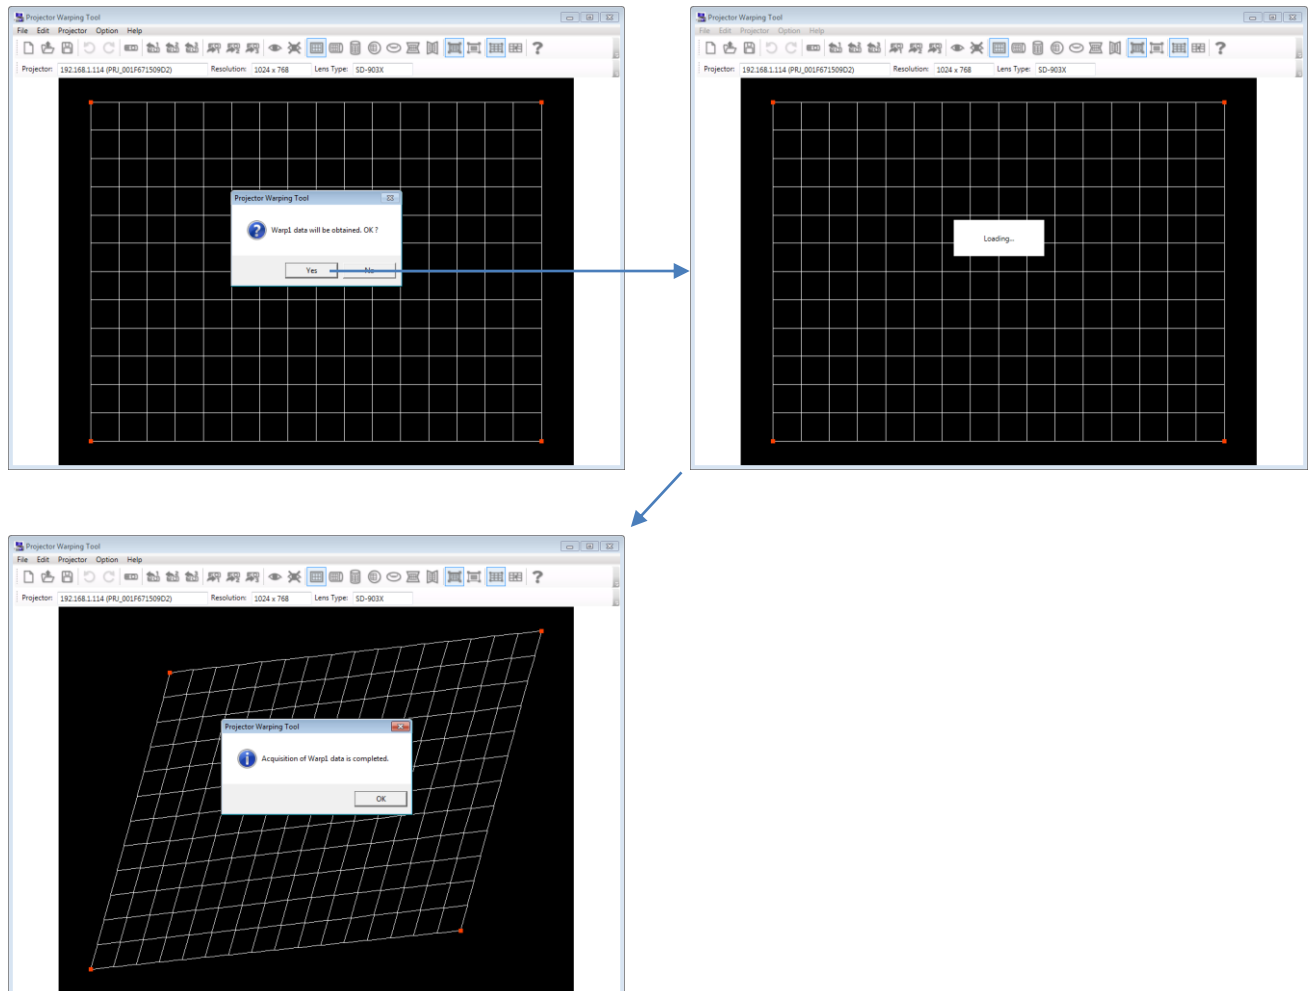 Projector Warping Tool
File Edit Projector Option Help
Projector: 192.168.1.114 (PRJ_001F671509D2) Resolution: 1024 x 768 Lens Type: SD-903X
Projector Warping Tool
Warp1 data will be obtained. OK ?
Yes No
Projector Warping Tool
File Edit Projector Option Help
Projector: 192.168.1.114 (PRJ_001F671509D2) Resolution: 1024 x 768 Lens Type: SD-903X
Loading...
Projector Warping Tool
File Edit Projector Option Help
Projector: 192.168.1.114 (PRJ_001F671509D2) Resolution: 1024 x 768 Lens Type: SD-903X
Projector Warping Tool
Acquisition of Warp1 data is completed.
OK